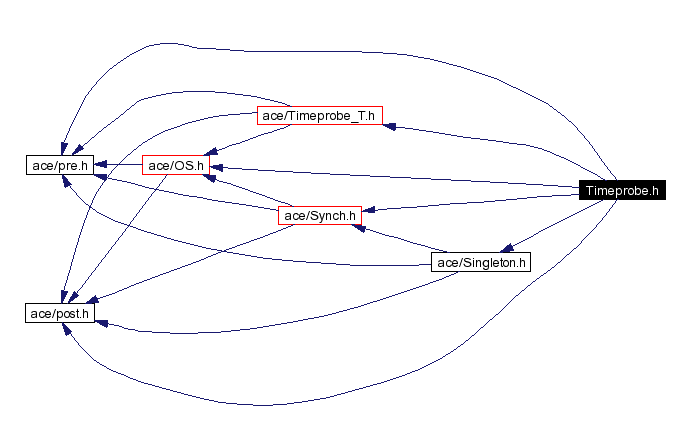 ace/Timeprobe_T.h
ace/pre.h
ace/OS.h
Timeprobe.h
ace/Synch.h
ace/Singleton.h
ace/post.h